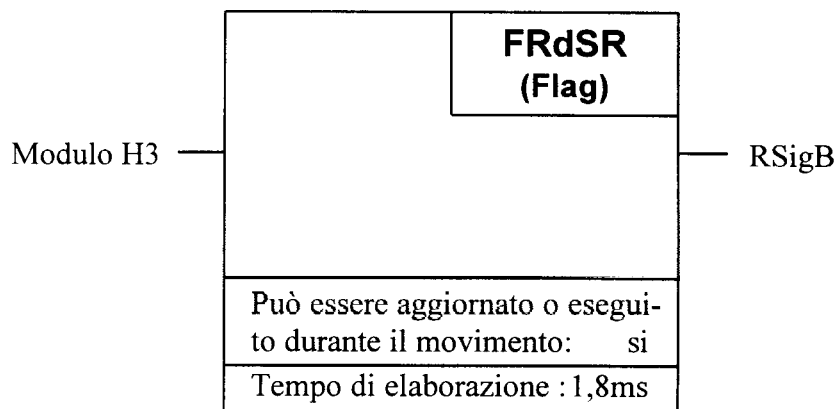 FRdSR
(Flag)
Modulo H3
RSigB
Può essere aggiornato o esegui-
to durante il movimento: si
Tempo di elaborazione : 1,8ms